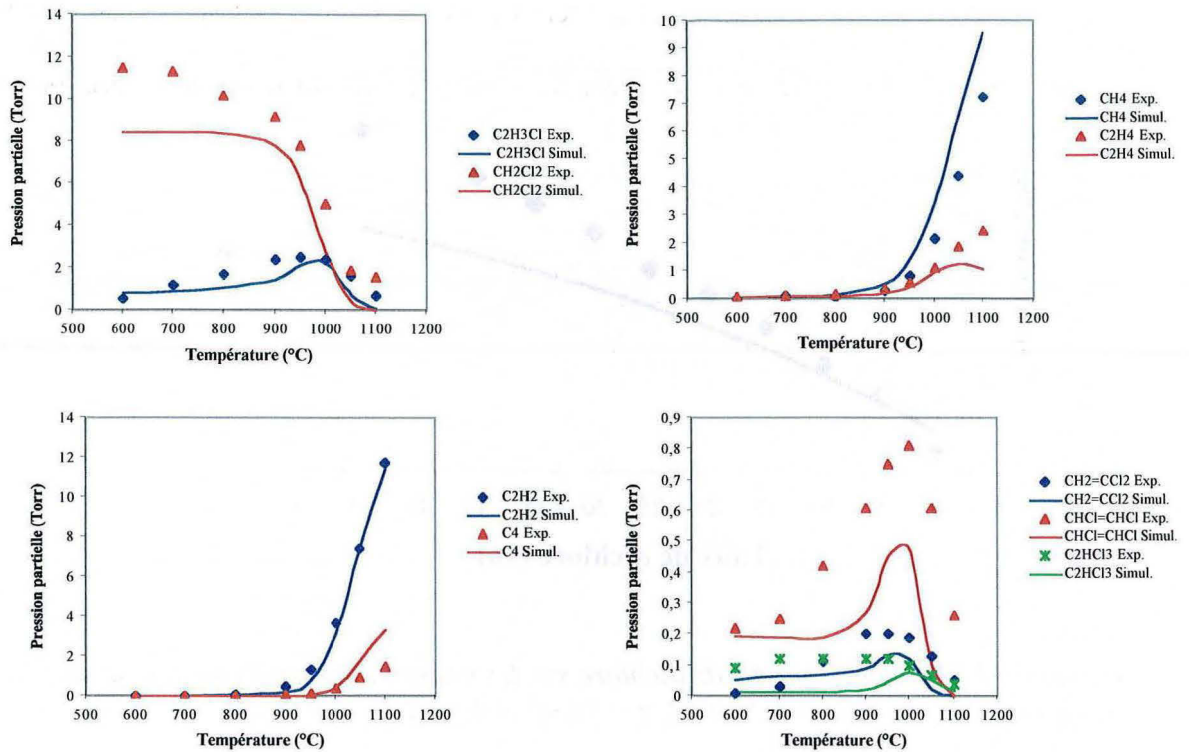 14
12
10
8
6
4
2
0
500 600 700 800 900 1000 1100 1200
Pression partielle (Torr)
Température (°C)
C2H3Cl Exp.
C2H3Cl Simul.
CH2Cl2 Exp.
CH2Cl2 Simul.
10
9
8
7
6
5
4
3
2
1
0
500 600 700 800 900 1000 1100 1200
Pression partielle (Torr)
Température (°C)
CH4 Exp.
CH4 Simul.
C2H4 Exp.
C2H4 Simul.
14
12
10
8
6
4
2
0
500 600 700 800 900 1000 1100 1200
Pression partielle (Torr)
Température (°C)
C2H2 Exp.
C2H2 Simul.
C4 Exp.
C4 Simul.
0,9
0,8
0,7
0,6
0,5
0,4
0,3
0,2
0,1
0
500 600 700 800 900 1000 1100 1200
Pression partielle (Torr)
Température (°C)
CH2=CCl2 Exp.
CH2=CCl2 Simul.
CHCl=CHCl Exp.
CHCl=CHCl Simul.
C2HCl3 Exp.
C2HCl3 Simul.